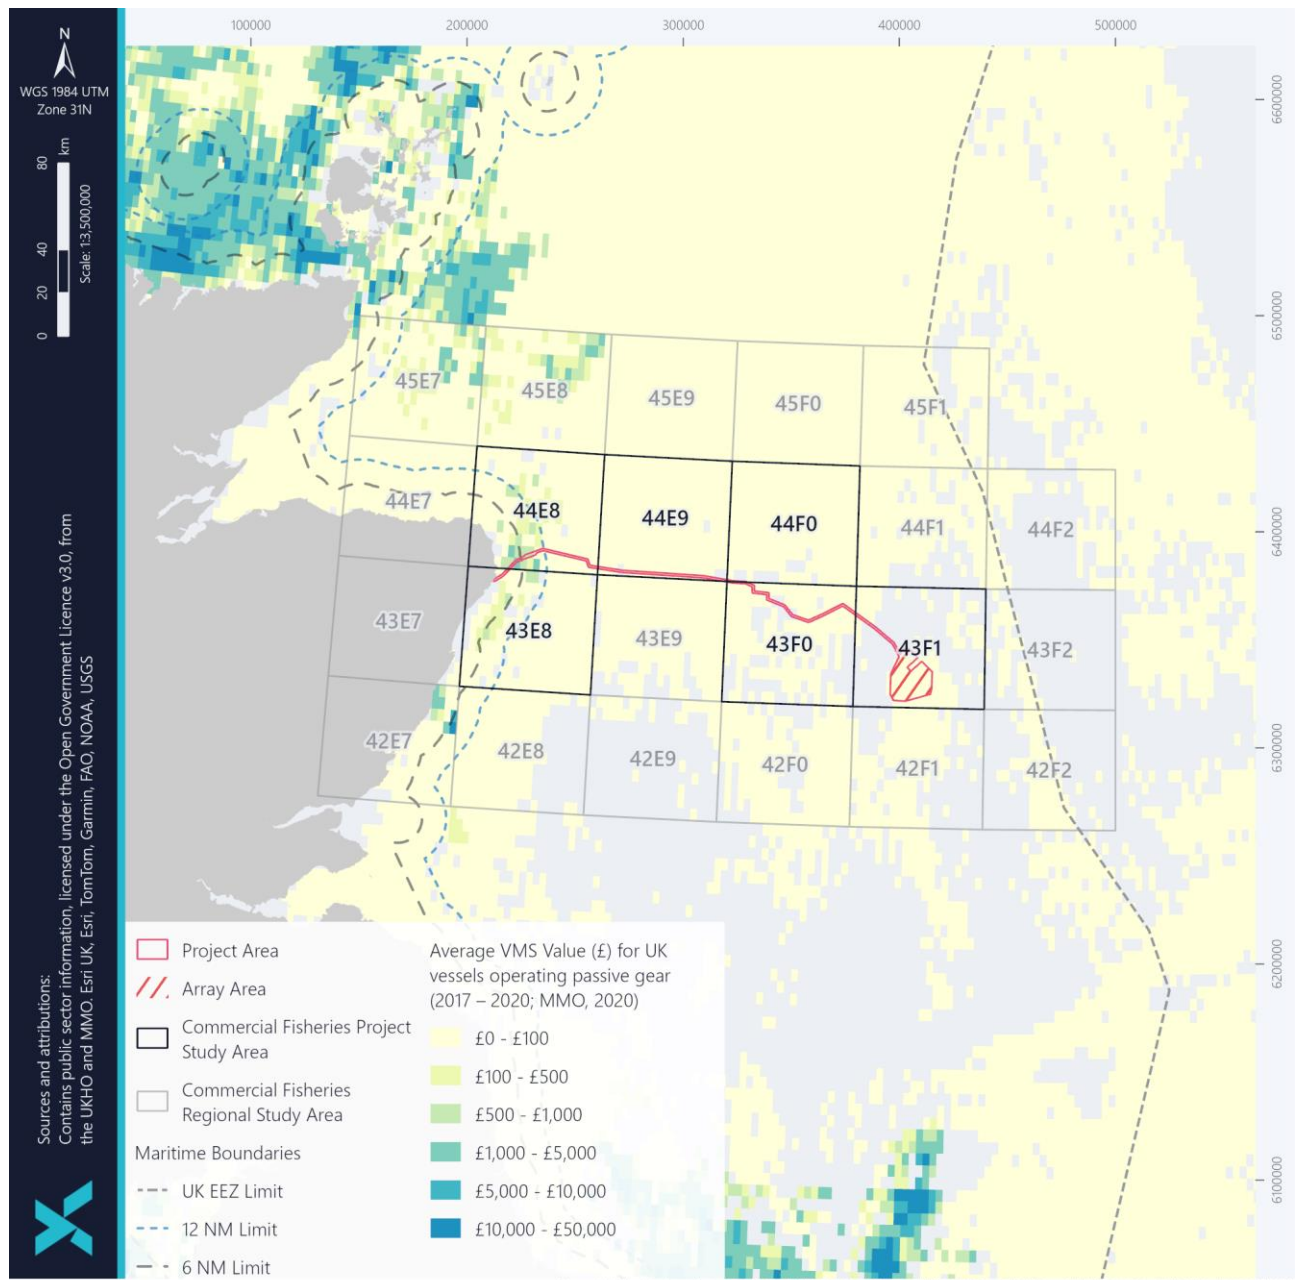 100000
200000
300000
400000
500000
N
WGS 1984 UTM
Zone 31N
80
km
40
20
0
Scale: 1:3,500,000
6600000
6500000
6400000
6300000
6200000
6100000
45E7
45E8
45E9
45F0
45F1
44E7
44E8
44E9
44F0
44F1
44F2
43E7
43E8
43E9
43F0
43F1
43F2
42E7
42E8
42E9
42F0
42F1
42F2
Sources and attributions:
Contains public sector information, licensed under the Open Government Licence v3.0, from
the UKHO and MMO. Esri UK, Esri, TomTom, Garmin, FAO, NOAA, USGS
Project Area
Array Area
Commercial Fisheries Project
Study Area
Commercial Fisheries
Regional Study Area
Maritime Boundaries
UK EEZ Limit
12 NM Limit
6 NM Limit
Average VMS Value (£) for UK
vessels operating passive gear
(2017 – 2020; MMO, 2020)
£0 - £100
£100 - £500
£500 - £1,000
£1,000 - £5,000
£5,000 - £10,000
£10,000 - £50,000